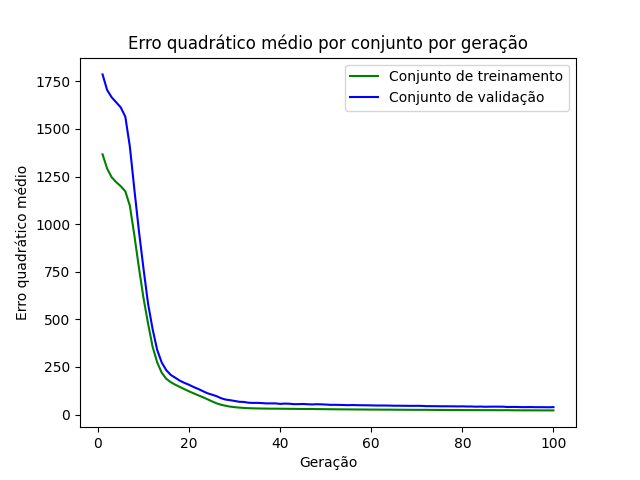 Erro quadrático médio por conjunto por geração
Conjunto de treinamento
Conjunto de validação
Erro quadrático médio
1750
1500
1250
1000
750
500
250
0
0 20 40 60 80 100
Geração